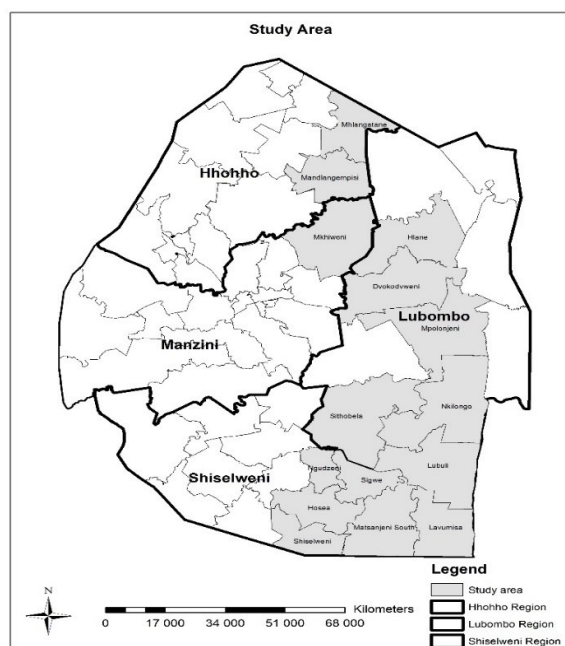 Study Area
Mhlangatane
Hhohho
Mandlangempisi
Mkhiweni
Hlane
Dvokodvweni
Lubombo
Mpolonjeni
Manzini
Sithobela
Nkilongo
Ngudzeni
Lubuli
Shiselweni
Sigwe
Hosea
Matsanjeni South
Lavumisa
Shiselweni
Legend
Study area
Hhohho Region
Lubombo Region
Shiselweni Region
N
Kilometers
0 17 000 34 000 51 000 68 000